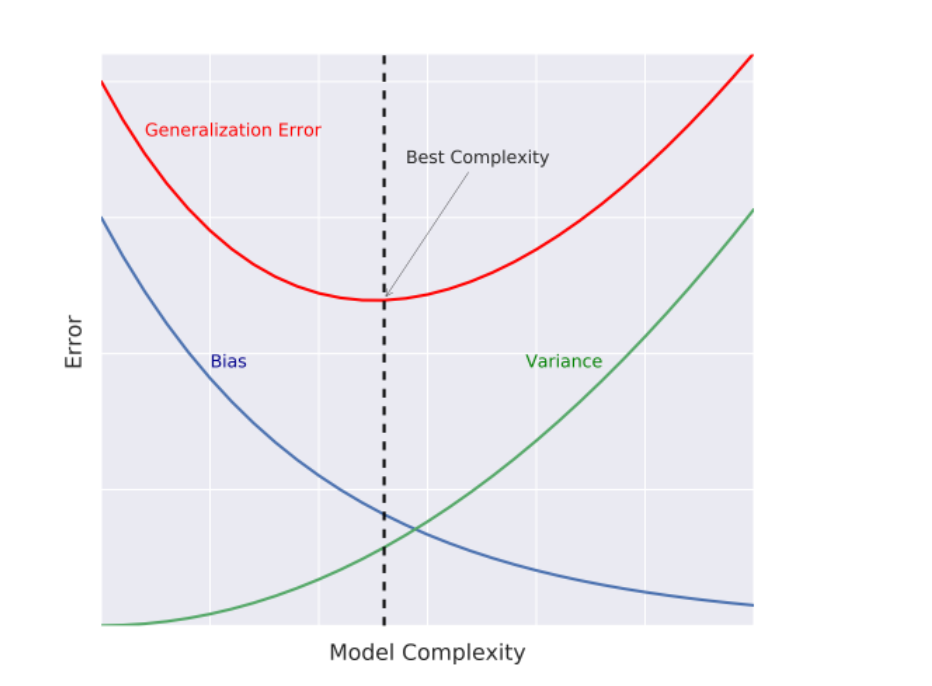 Generalization Error
Best Complexity
Bias
Variance
Error
Model Complexity